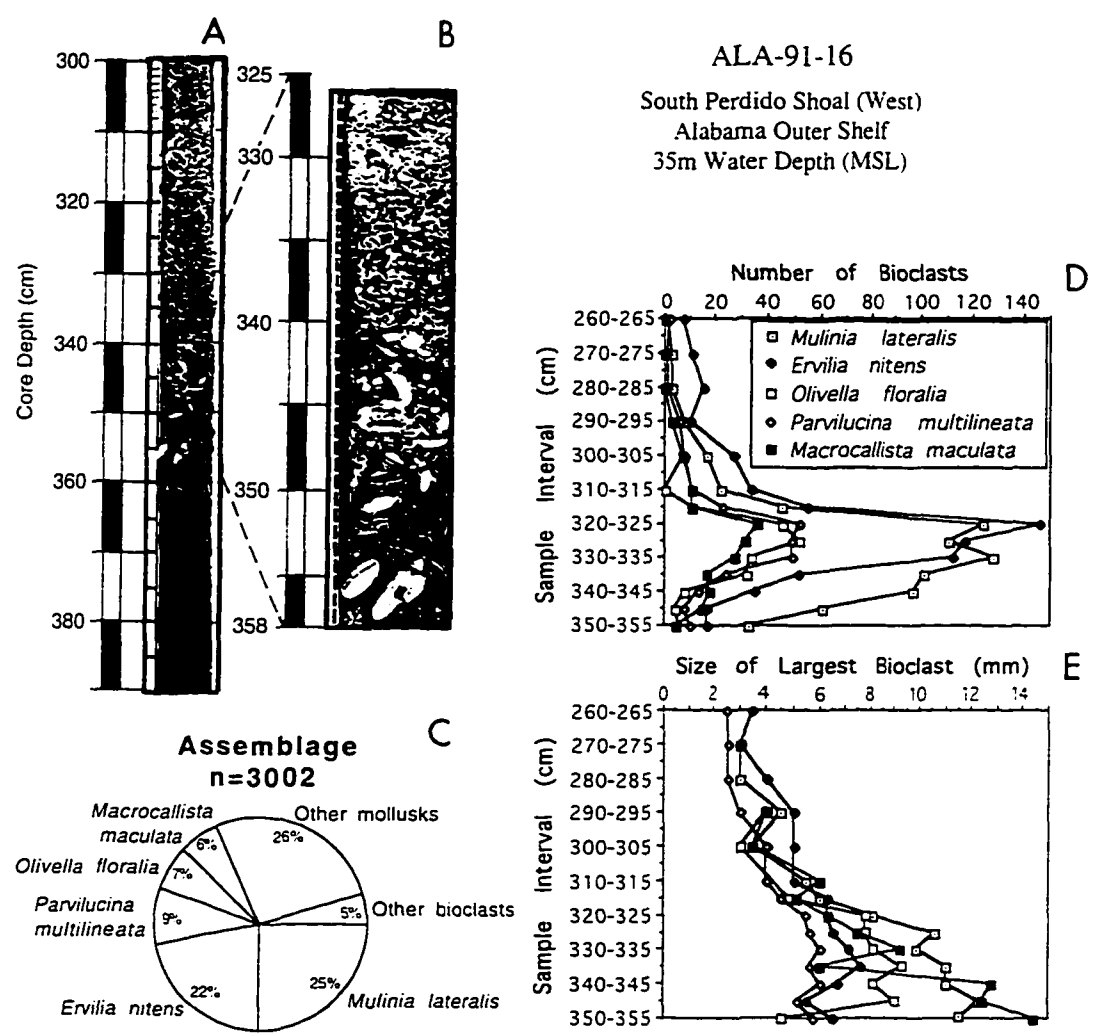 A
B
ALA-91-16
South Perdido Shoal (West)
Alabama Outer Shelf
35m Water Depth (MSL)
Core Depth (cm)
300
320
340
360
380
325
330
340
350
358
C
Assemblage
n=3002
Macrocallista
maculata
6%
Other mollusks
26%
Olivella floralia
7%
Parvilucina
multilineata
9%
Other bioclasts
5%
Ervilia nitens
22%
Mulinia lateralis
25%
D
Number of Bioclasts
0 20 40 60 80 100 120 140
Sample Interval (cm)
260-265
270-275
280-285
290-295
300-305
310-315
320-325
330-335
340-345
350-355
Mulinia lateralis
Ervilia nitens
Olivella floralia
Parvilucina multilineata
Macrocallista maculata
E
Size of Largest Bioclast (mm)
0 2 4 6 8 10 12 14
Sample Interval (cm)
260-265
270-275
280-285
290-295
300-305
310-315
320-325
330-335
340-345
350-355